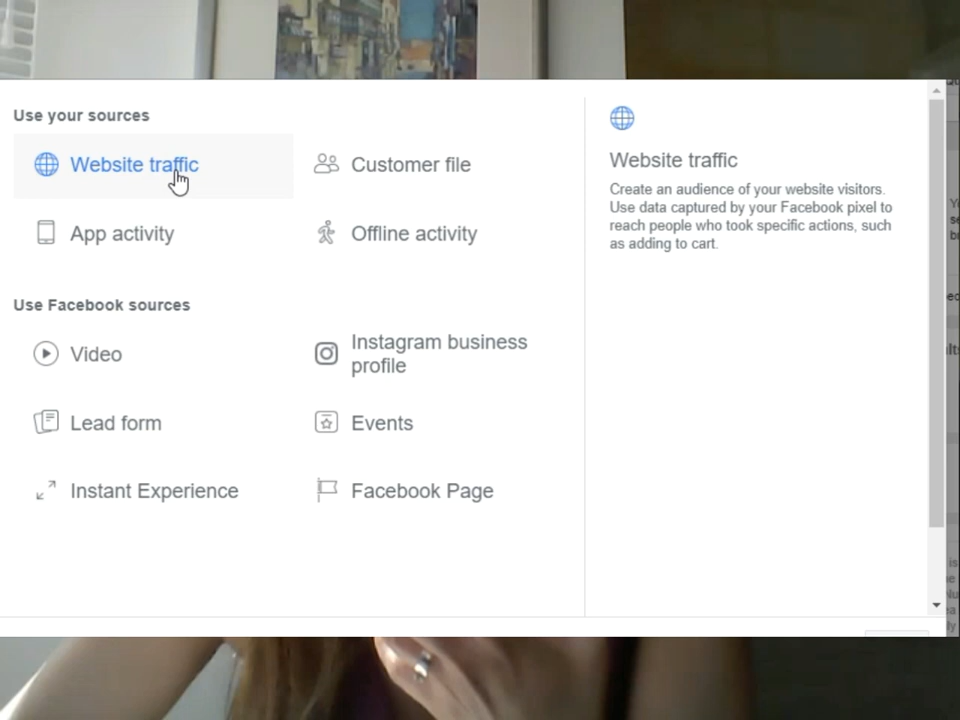 Use your sources
Website traffic
Customer file
App activity
Offline activity
Use Facebook sources
Video
Instagram business
profile
Lead form
Events
Instant Experience
Facebook Page
Website traffic
Create an audience of your website visitors.
Use data captured by your Facebook pixel to
reach people who took specific actions, such
as adding to cart.